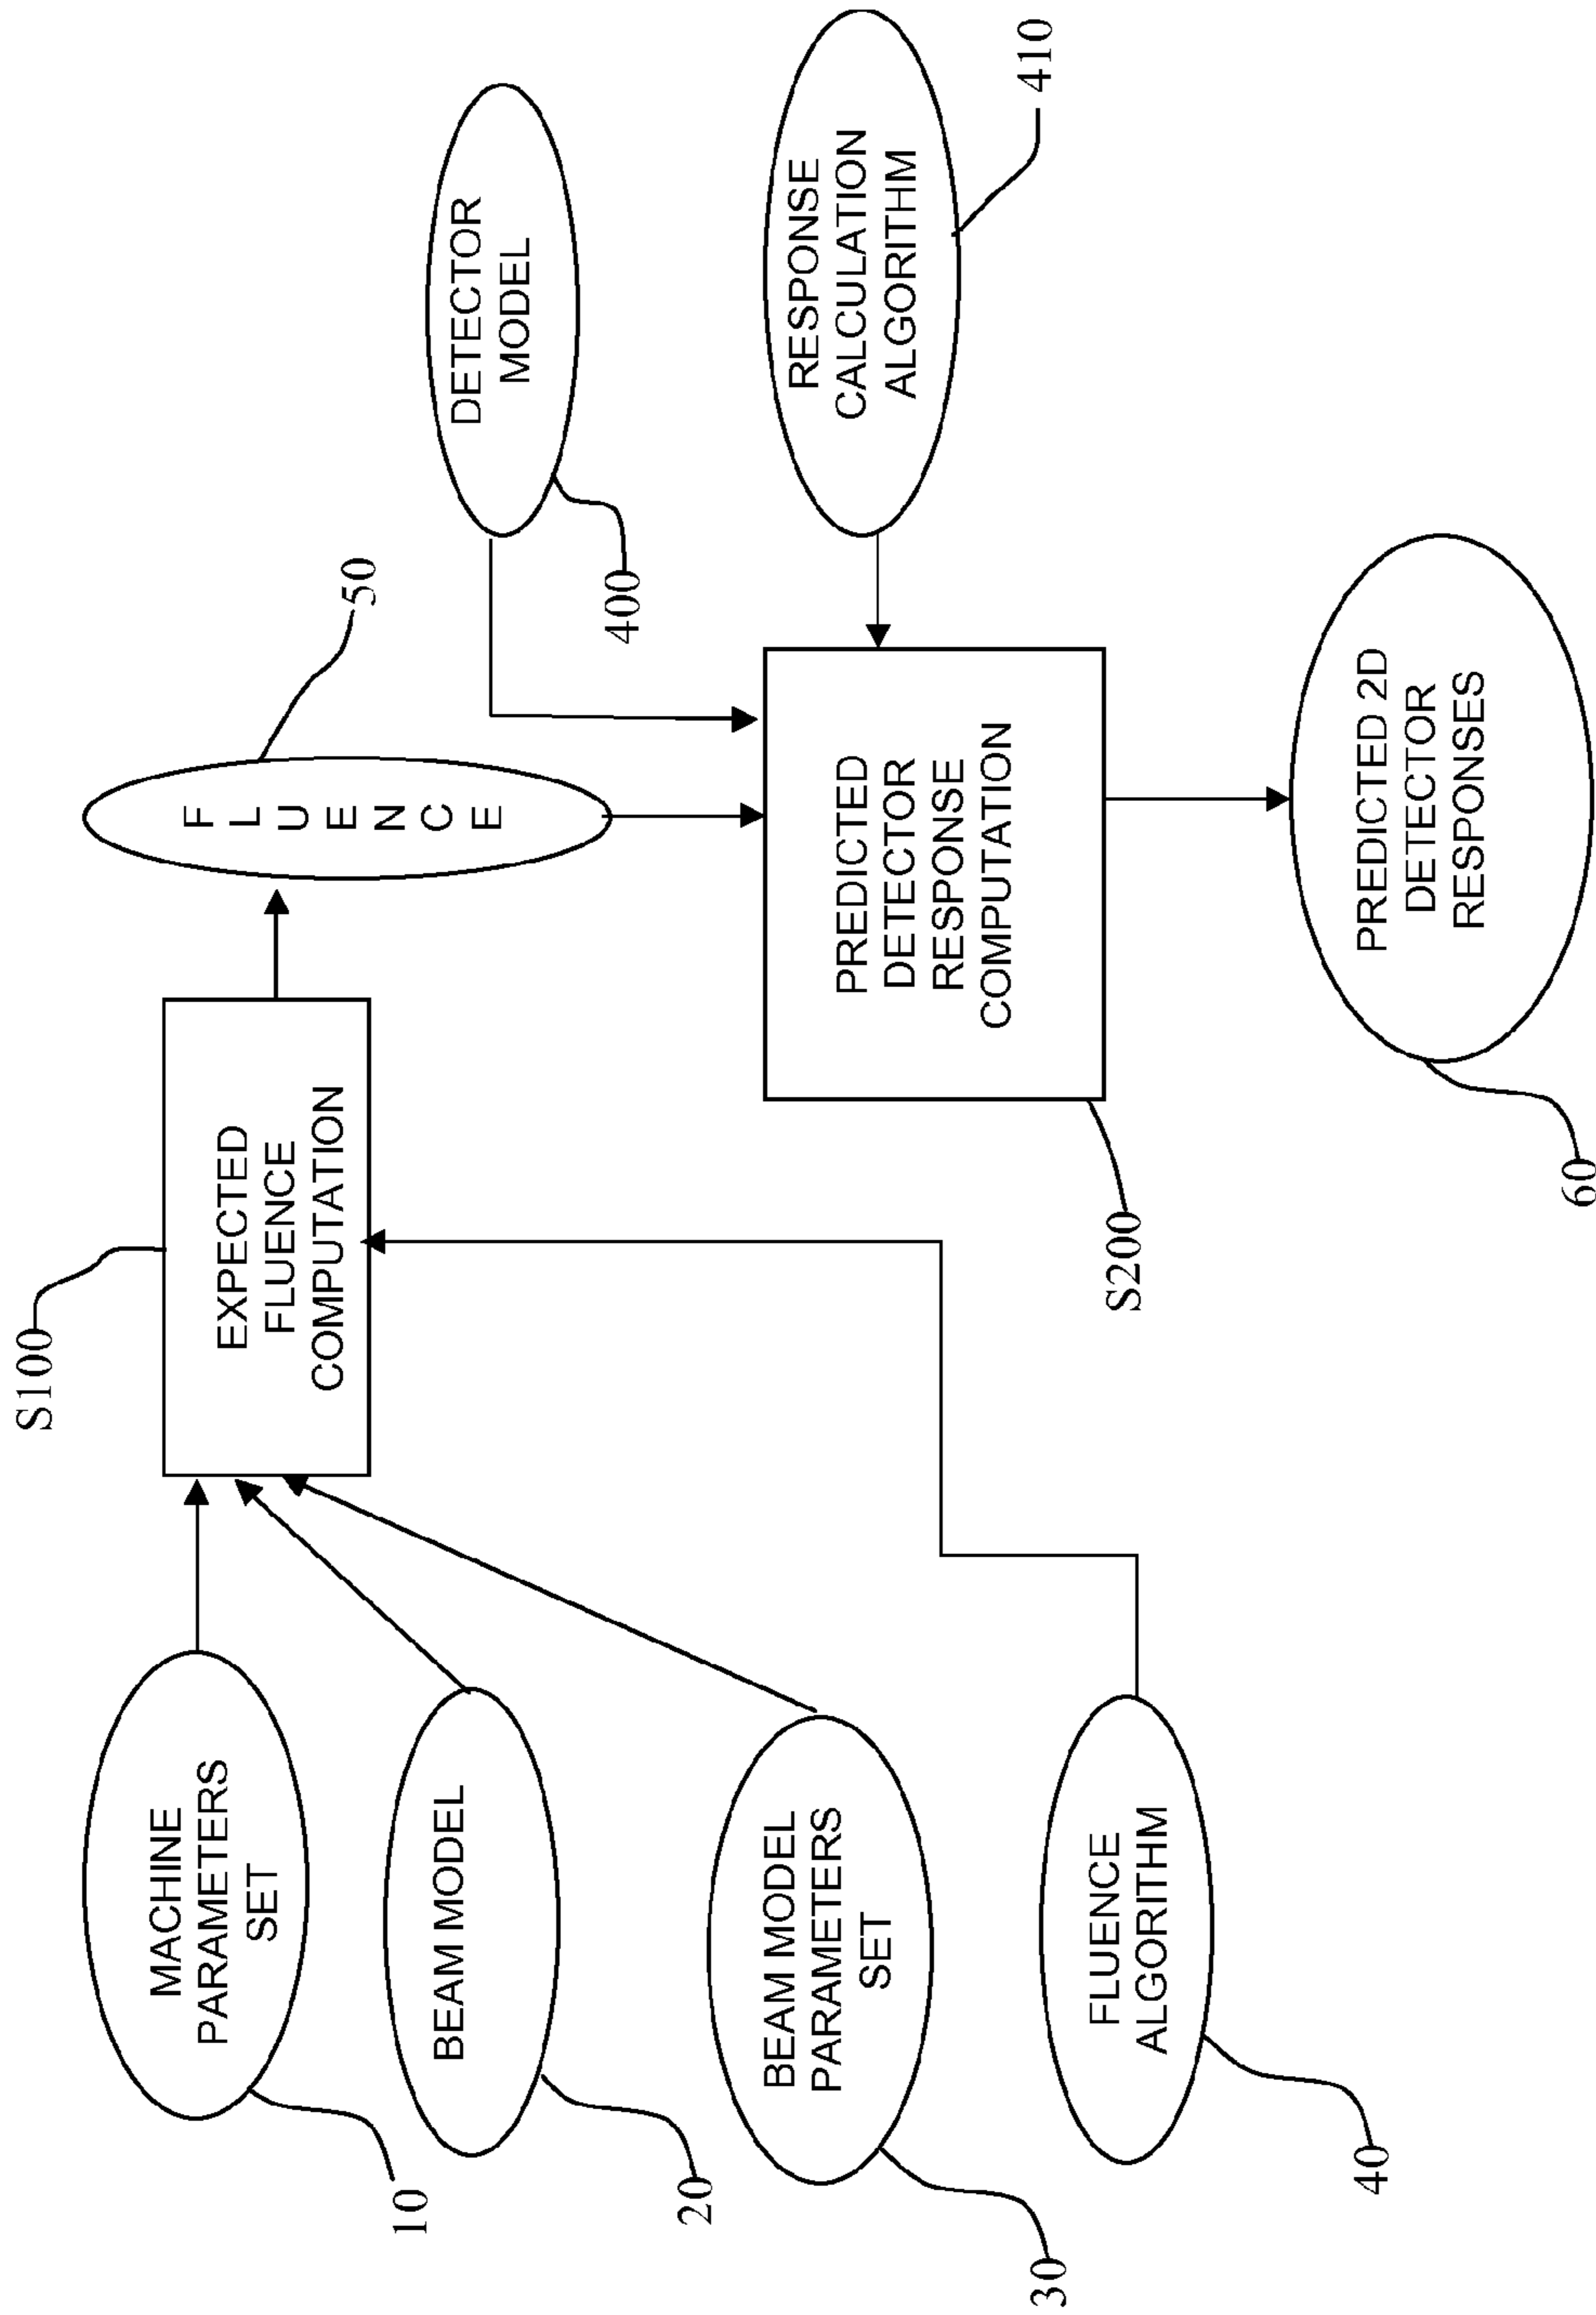 S100
MACHINE
PARAMETERS
SET
10
BEAM MODEL
20
BEAM MODEL
PARAMETERS
SET
30
FLUENCE
ALGORITHM
40
EXPECTED
FLUENCE
COMPUTATION
FLUENCE
50
DETECTOR
MODEL
400
PREDICTED
DETECTOR
RESPONSE
COMPUTATION
S200
RESPONSE
CALCULATION
ALGORITHM
410
PREDICTED 2D
DETECTOR
RESPONSES
60